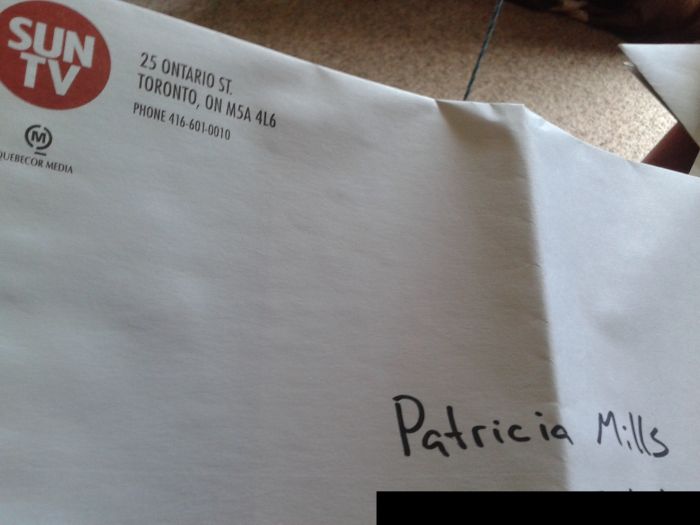 SUN
TV
25 ONTARIO ST.
TORONTO, ON M5A 4L6
PHONE 416-601-0010
M
QUEBECOR MEDIA
Patricia Mills